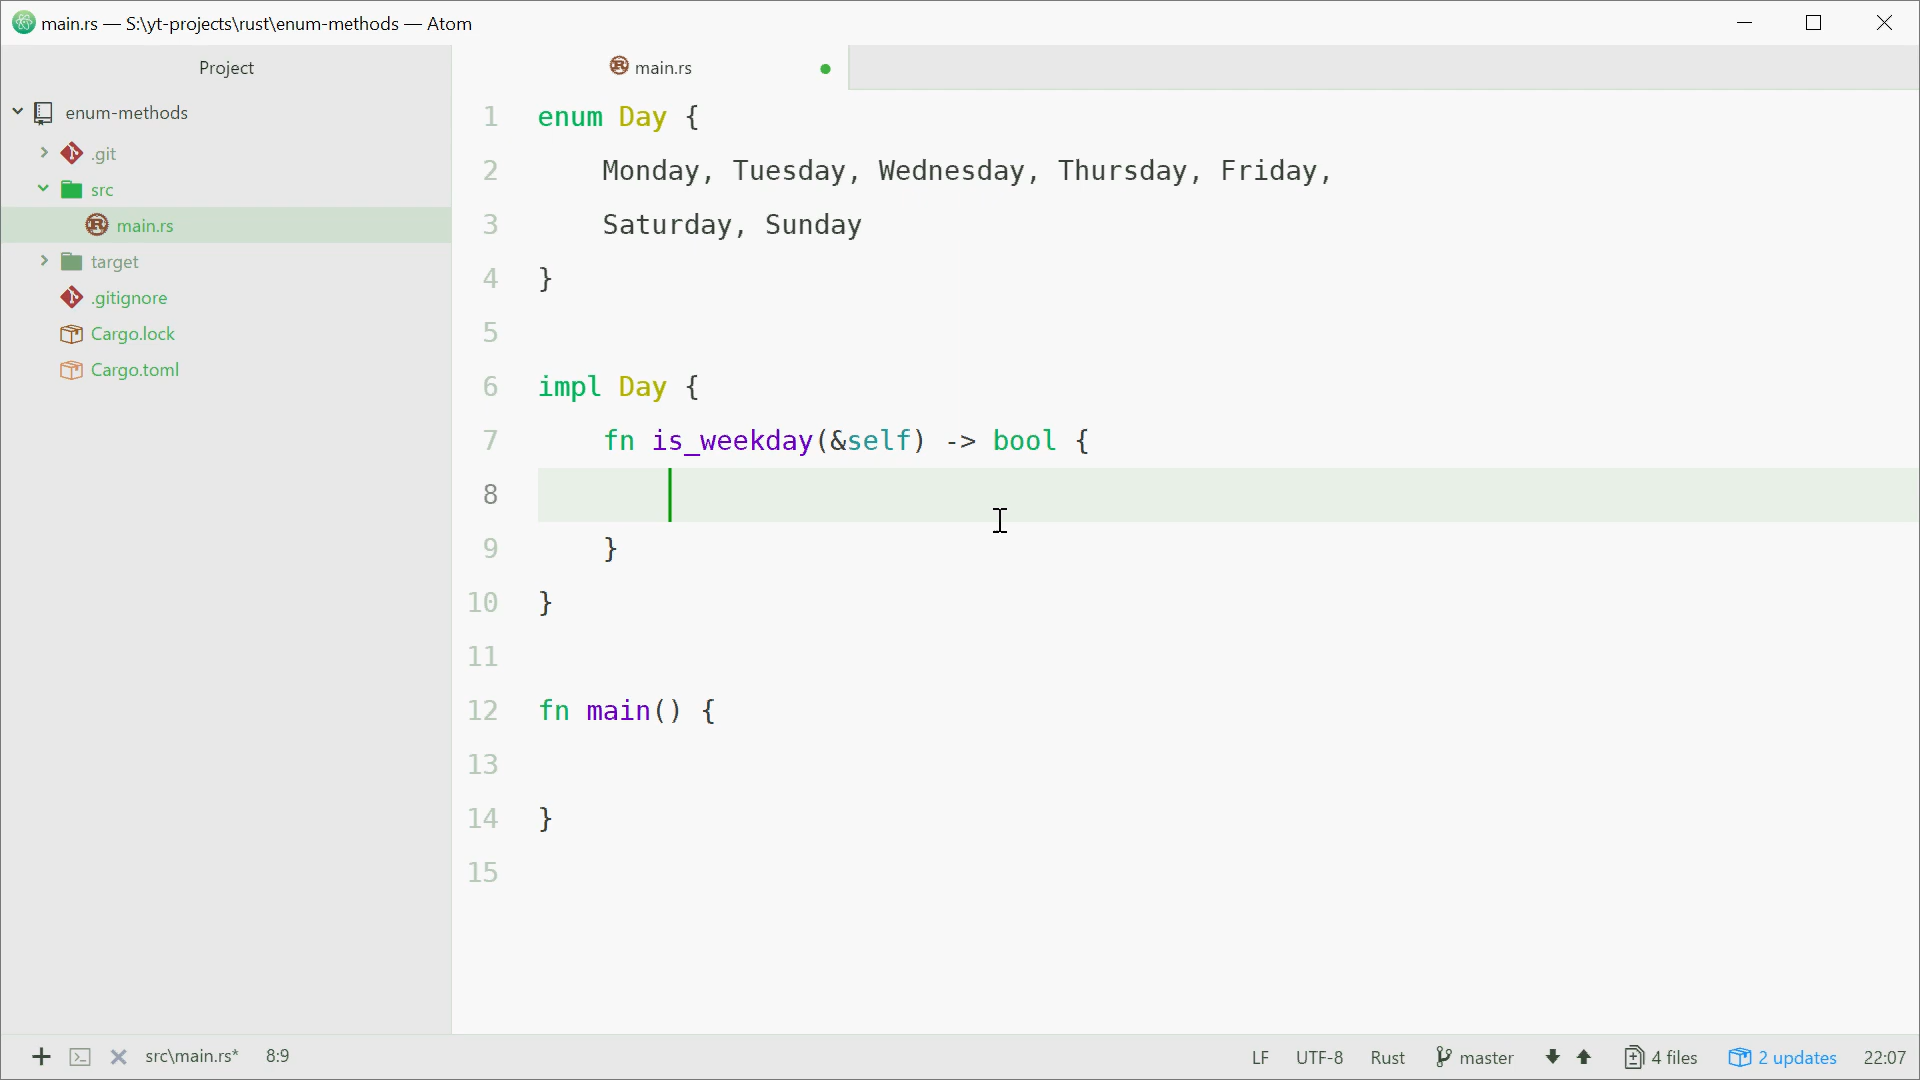 main.rs — S:\yt-projects\rust\enum-methods — Atom
Project
enum-methods
.git
src
main.rs
target
.gitignore
Cargo.lock
Cargo.toml
main.rs
1 enum Day {
2 Monday, Tuesday, Wednesday, Thursday, Friday,
3 Saturday, Sunday
4 }
5
6 impl Day {
7 fn is_weekday(&self) -> bool {
8
9 }
10 }
11
12 fn main() {
13
14 }
15
src\main.rs* 8:9 LF UTF-8 Rust master 4 files 2 updates 22:07